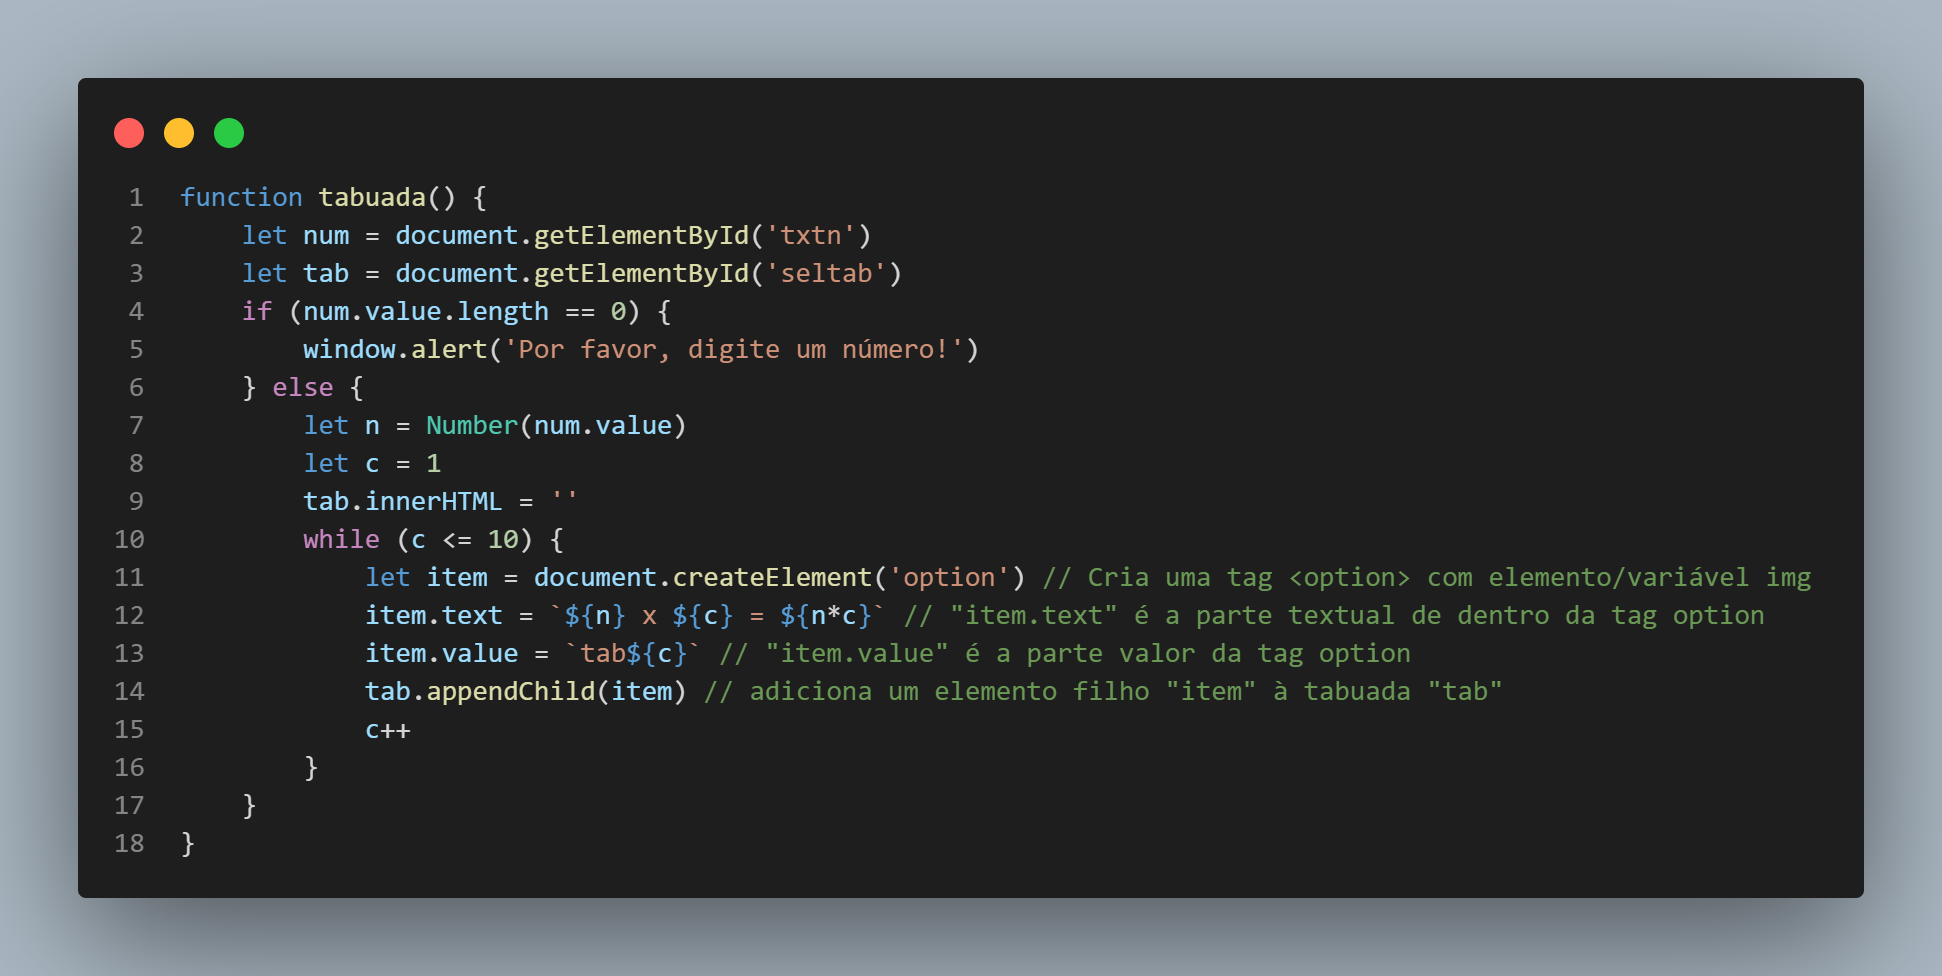 1 function tabuada() {
2     let num = document.getElementById('txtn')
3     let tab = document.getElementById('seltab')
4     if (num.value.length == 0) {
5         window.alert('Por favor, digite um número!')
6     } else {
7         let n = Number(num.value)
8         let c = 1
9         tab.innerHTML = ''
10         while (c <= 10) {
11             let item = document.createElement('option') // Cria uma tag <option> com elemento/variável img
12             item.text = `${n} x ${c} = ${n*c}` // "item.text" é a parte textual de dentro da tag option
13             item.value = `tab${c}` // "item.value" é a parte valor da tag option
14             tab.appendChild(item) // adiciona um elemento filho "item" à tabuada "tab"
15             c++
16         }
17     }
18 }